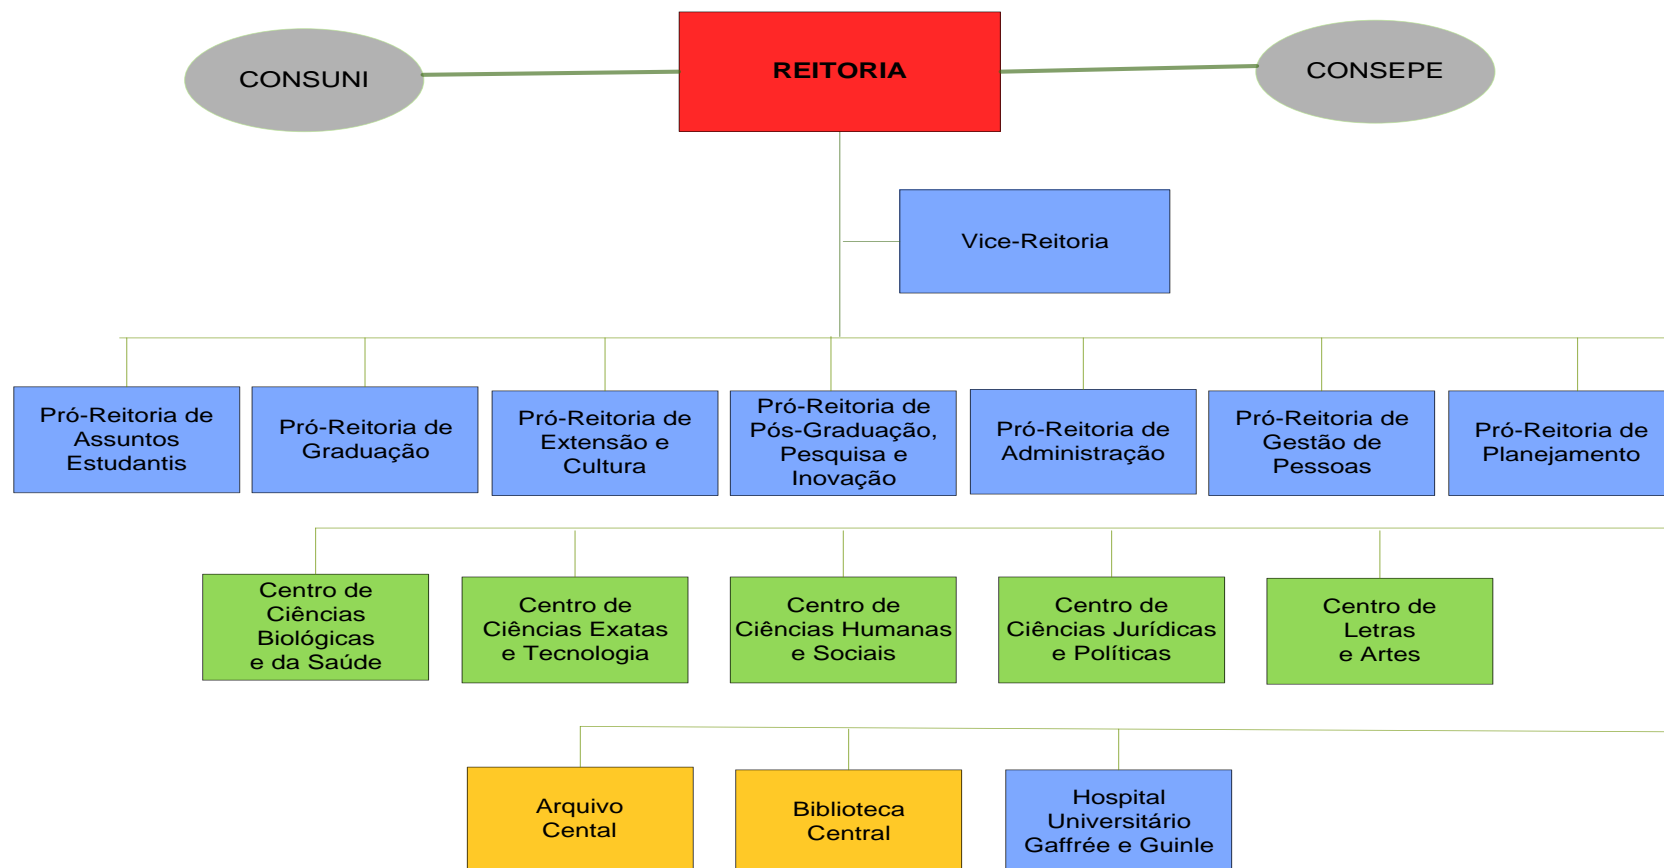 CONSUNI
REITORIA
CONSEPE
Vice-Reitoria
Pró-Reitoria de
Assuntos
Estudantis
Pró-Reitoria de
Graduação
Pró-Reitoria de
Extensão e
Cultura
Pró-Reitoria de
Pós-Graduação,
Pesquisa e
Inovação
Pró-Reitoria de
Administração
Pró-Reitoria de
Gestão de
Pessoas
Pró-Reitoria de
Planejamento
Centro de
Ciências
Biológicas
e da Saúde
Centro de
Ciências Exatas
e Tecnologia
Centro de
Ciências Humanas
e Sociais
Centro de
Ciências Jurídicas
e Políticas
Centro de
Letras
e Artes
Arquivo
Cental
Biblioteca
Central
Hospital
Universitário
Gaffrée e Guinle